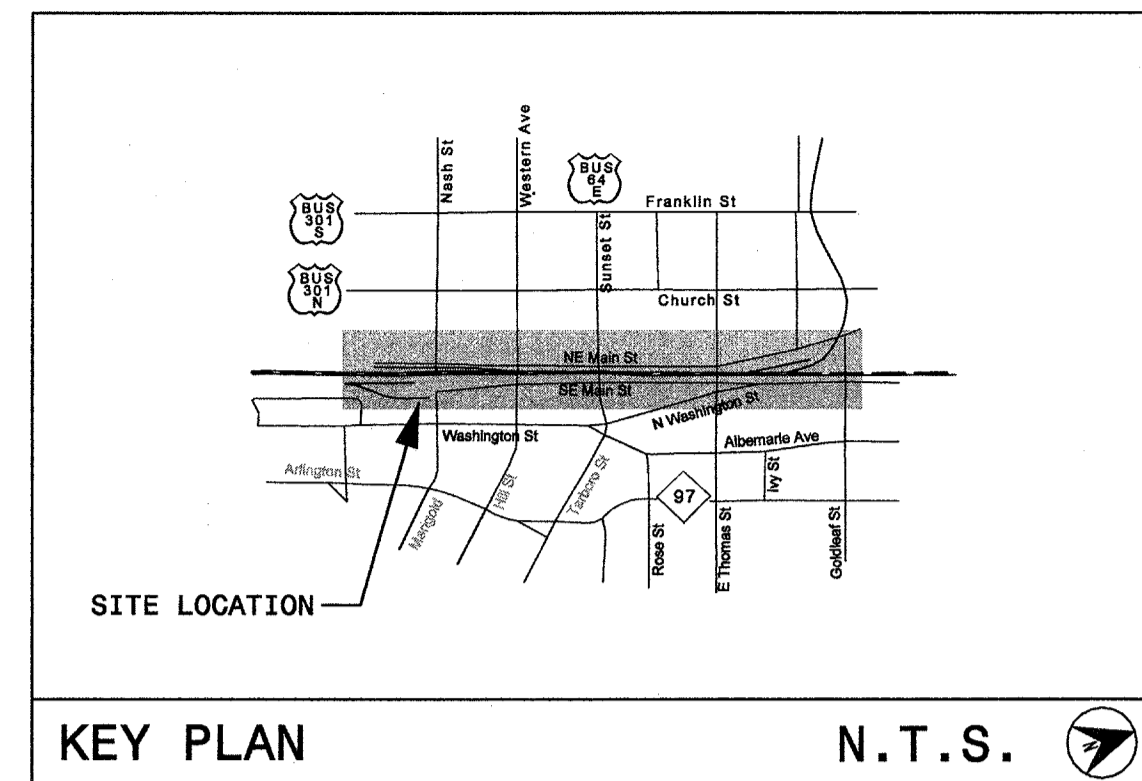 Nash St
Western Ave
BUS
64
E
BUS
301
S
Franklin St
Sunset St
BUS
301
N
Church St
NE Main St
SE Main St
N Washington St
Washington St
Albemarle Ave
Arlington St
Marigold
Hill St
Tarboro St
97
Ivy St
Rose St
E Thomas St
Goldleaf St
SITE LOCATION
KEY PLAN
N.T.S.
N